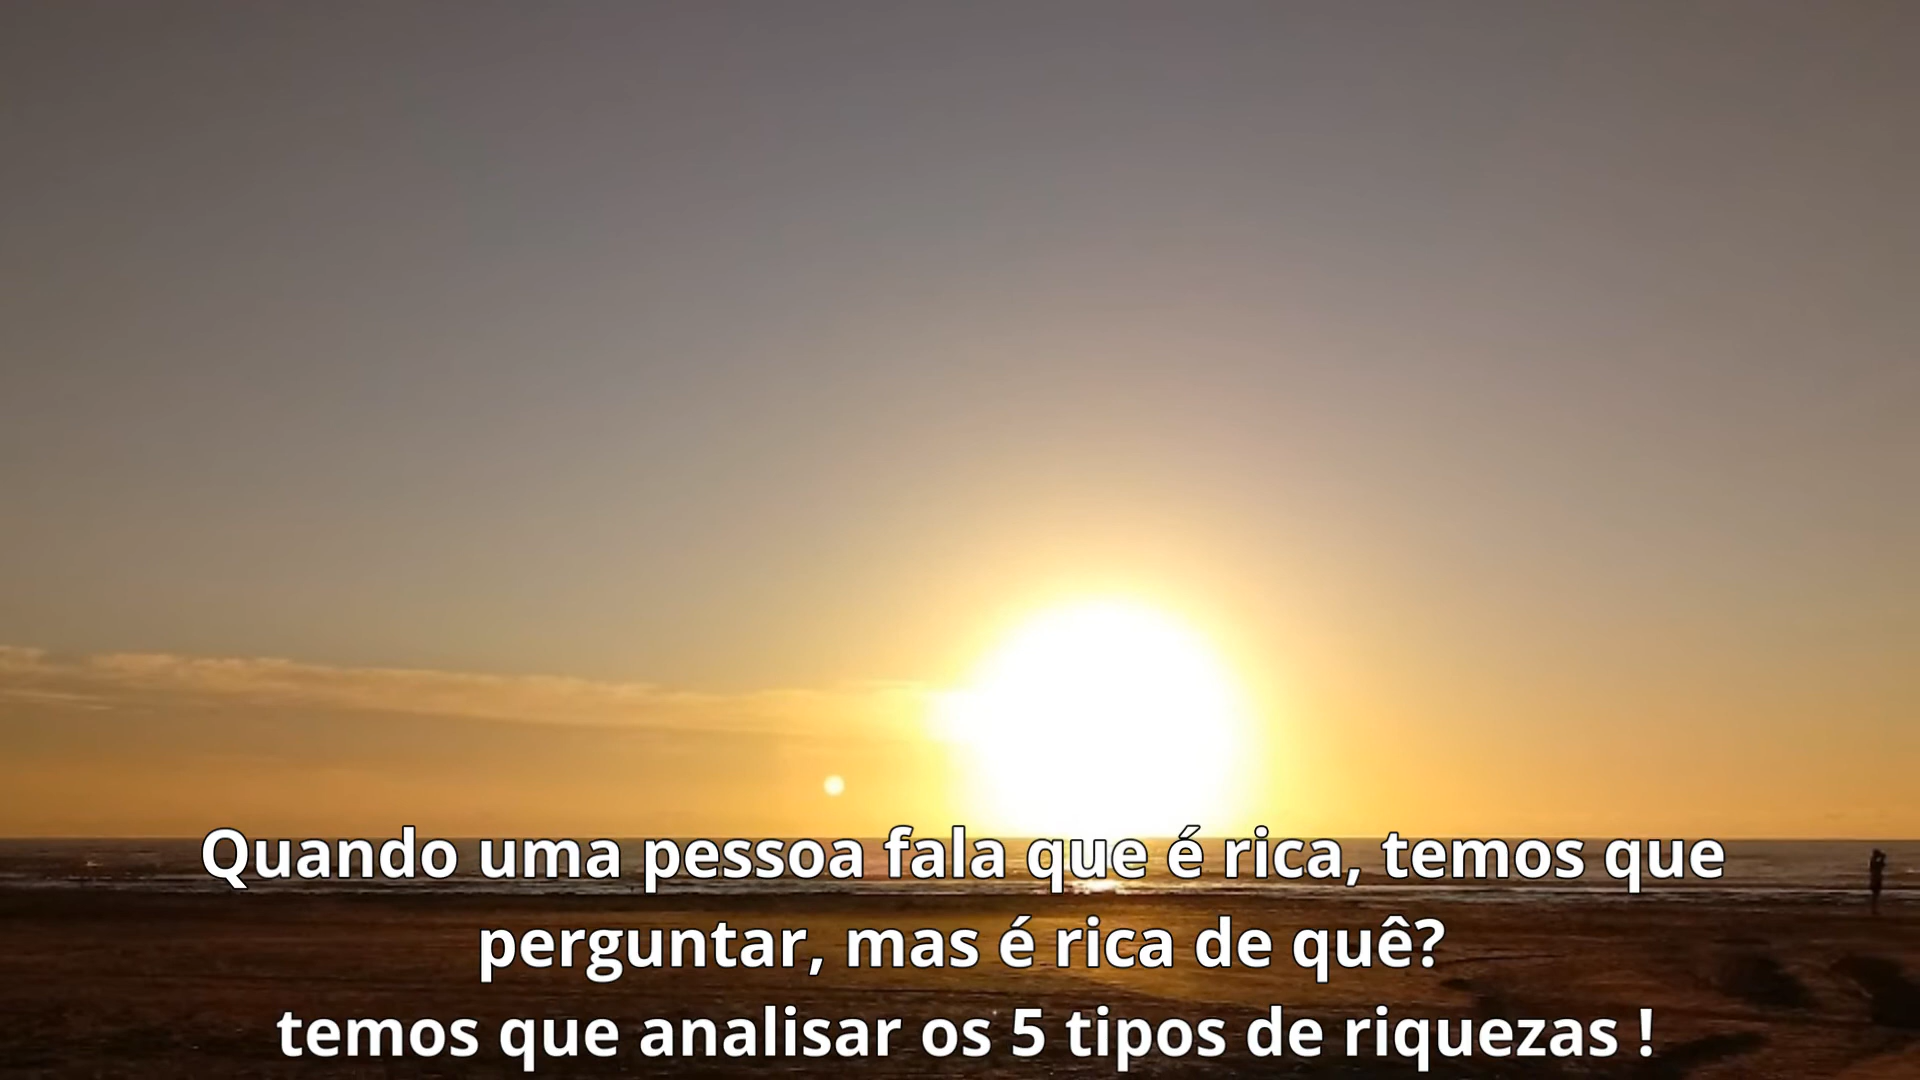 Quando uma pessoa fala que é rica, temos que
perguntar, mas é rica de quê?
temos que analisar os 5 tipos de riquezas !